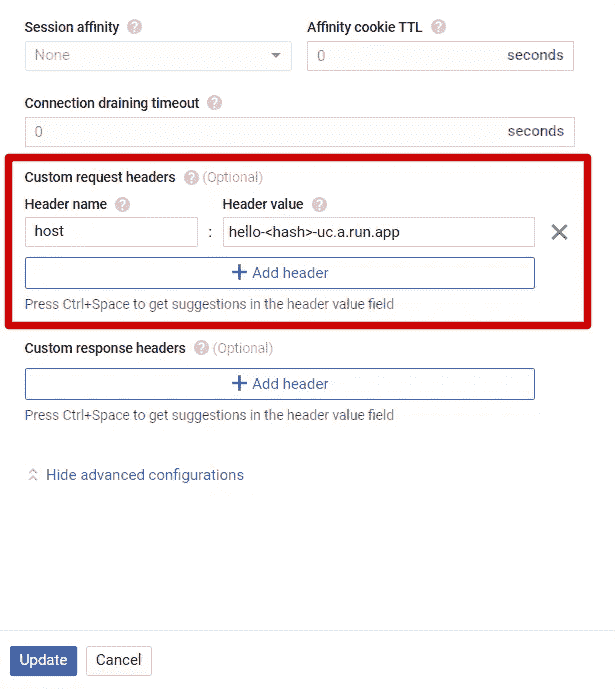 Session affinity ? Affinity cookie TTL ?
None 0 seconds
Connection draining timeout ?
0 seconds
Custom request headers ? (Optional)
Header name ? Header value ?
host : hello-<hash>-uc.a.run.app
+ Add header
Press Ctrl+Space to get suggestions in the header value field
Custom response headers ? (Optional)
+ Add header
Press Ctrl+Space to get suggestions in the header value field
Hide advanced configurations
Update Cancel